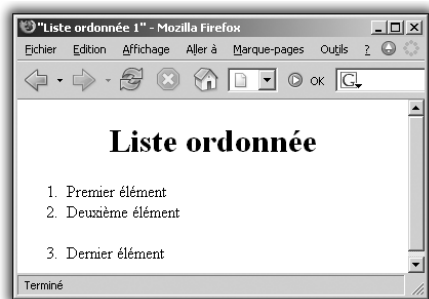 "Liste ordonnée 1" - Mozilla Firefox
Fichier Edition Affichage Aller à Marque-pages Outils ?
OK G
Liste ordonnée
1. Premier élément
2. Deuxième élément
3. Dernier élément
Terminé